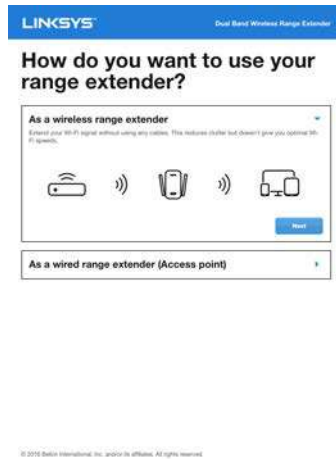 LINKSYS™
Dual Band Wireless Range Extender
How do you want to use your
range extender?
As a wireless range extender
Extend your Wi-Fi signal without using any cables. This reduces clutter but doesn't give you optimal Wi-
Fi speeds.
Next
As a wired range extender (Access point)
© 2015 Belkin International, Inc. and/or its affiliates. All rights reserved.